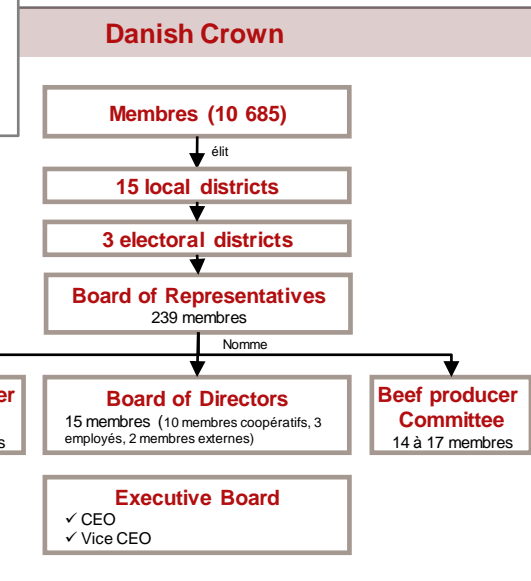 Danish Crown
Membres (10 685)
élit
15 local districts
3 electoral districts
Board of Representatives
239 membres
Nomme
er
s
Board of Directors
15 membres (10 membres coopératifs, 3
employés, 2 membres externes)
Beef producer
Committee
14 à 17 membres
Executive Board
✓ CEO
✓ Vice CEO